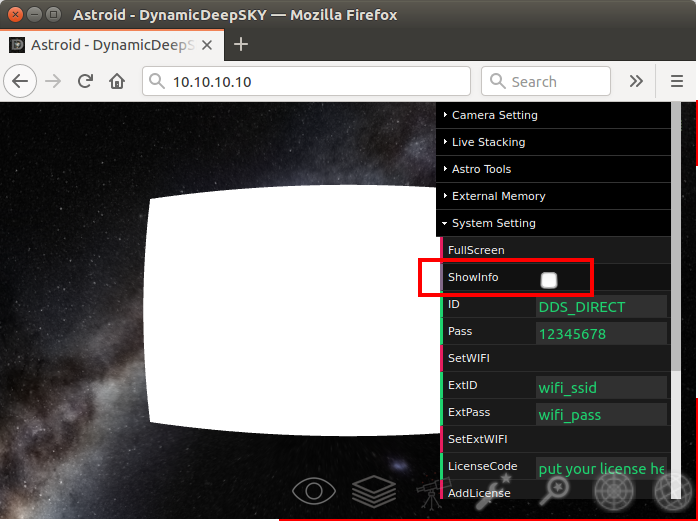 Astroid - DynamicDeepSKY — Mozilla Firefox
Astroid - DynamicDeepS
10.10.10.10
Search
Camera Setting
Live Stacking
Astro Tools
External Memory
System Setting
FullScreen
ShowInfo
ID DDS_DIRECT
Pass 12345678
SetWIFI
ExtID wifi_ssid
ExtPass wifi_pass
SetExtWIFI
LicenseCode put your license he
AddLicense